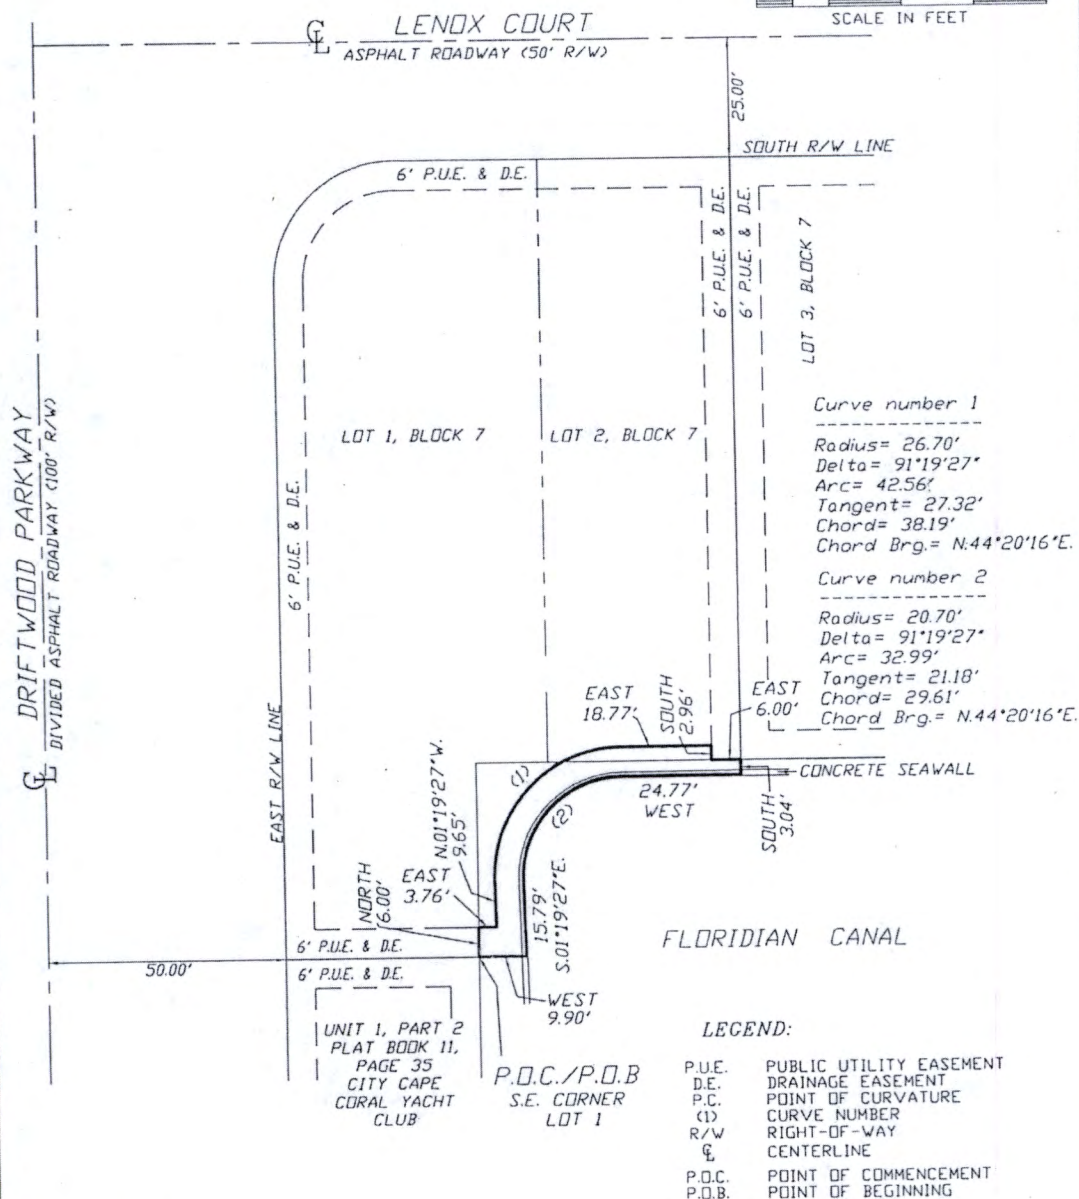 SCALE IN FEET
LENOX COURT
℄
ASPHALT ROADWAY (50' R/W)
25.00'
SOUTH R/W LINE
6' P.U.E. & D.E.
6' P.U.E. & D.E.
6' P.U.E. & D.E.
LOT 3, BLOCK 7
DRIFTWOOD PARKWAY
℄ DIVIDED ASPHALT ROADWAY (100' R/W)
LOT 1, BLOCK 7
LOT 2, BLOCK 7
6' P.U.E. & D.E.
EAST R/W LINE
Curve number 1
Radius= 26.70'
Delta= 91°19'27"
Arc= 42.56'
Tangent= 27.32'
Chord= 38.19'
Chord Brg.= N.44°20'16"E.
Curve number 2
Radius= 20.70'
Delta= 91°19'27"
Arc= 32.99'
Tangent= 21.18'
Chord= 29.61'
Chord Brg.= N.44°20'16"E.
EAST
18.77'
SOUTH
2.96'
EAST
6.00'
CONCRETE SEAWALL
24.77'
WEST
SOUTH
3.04'
(1)
(2)
N.01°19'27"W.
9.65'
EAST
3.76'
NORTH
6.00'
15.79'
S.01°19'27"E.
FLORIDIAN CANAL
6' P.U.E. & D.E.
50.00'
6' P.U.E. & D.E.
WEST
9.90'
UNIT 1, PART 2
PLAT BOOK 11,
PAGE 35
CITY CAPE
CORAL YACHT
CLUB
P.O.C./P.O.B
S.E. CORNER
LOT 1
LEGEND:
P.U.E. PUBLIC UTILITY EASEMENT
D.E. DRAINAGE EASEMENT
P.C. POINT OF CURVATURE
(1) CURVE NUMBER
R/W RIGHT-OF-WAY
℄ CENTERLINE
P.O.C. POINT OF COMMENCEMENT
P.O.B. POINT OF BEGINNING